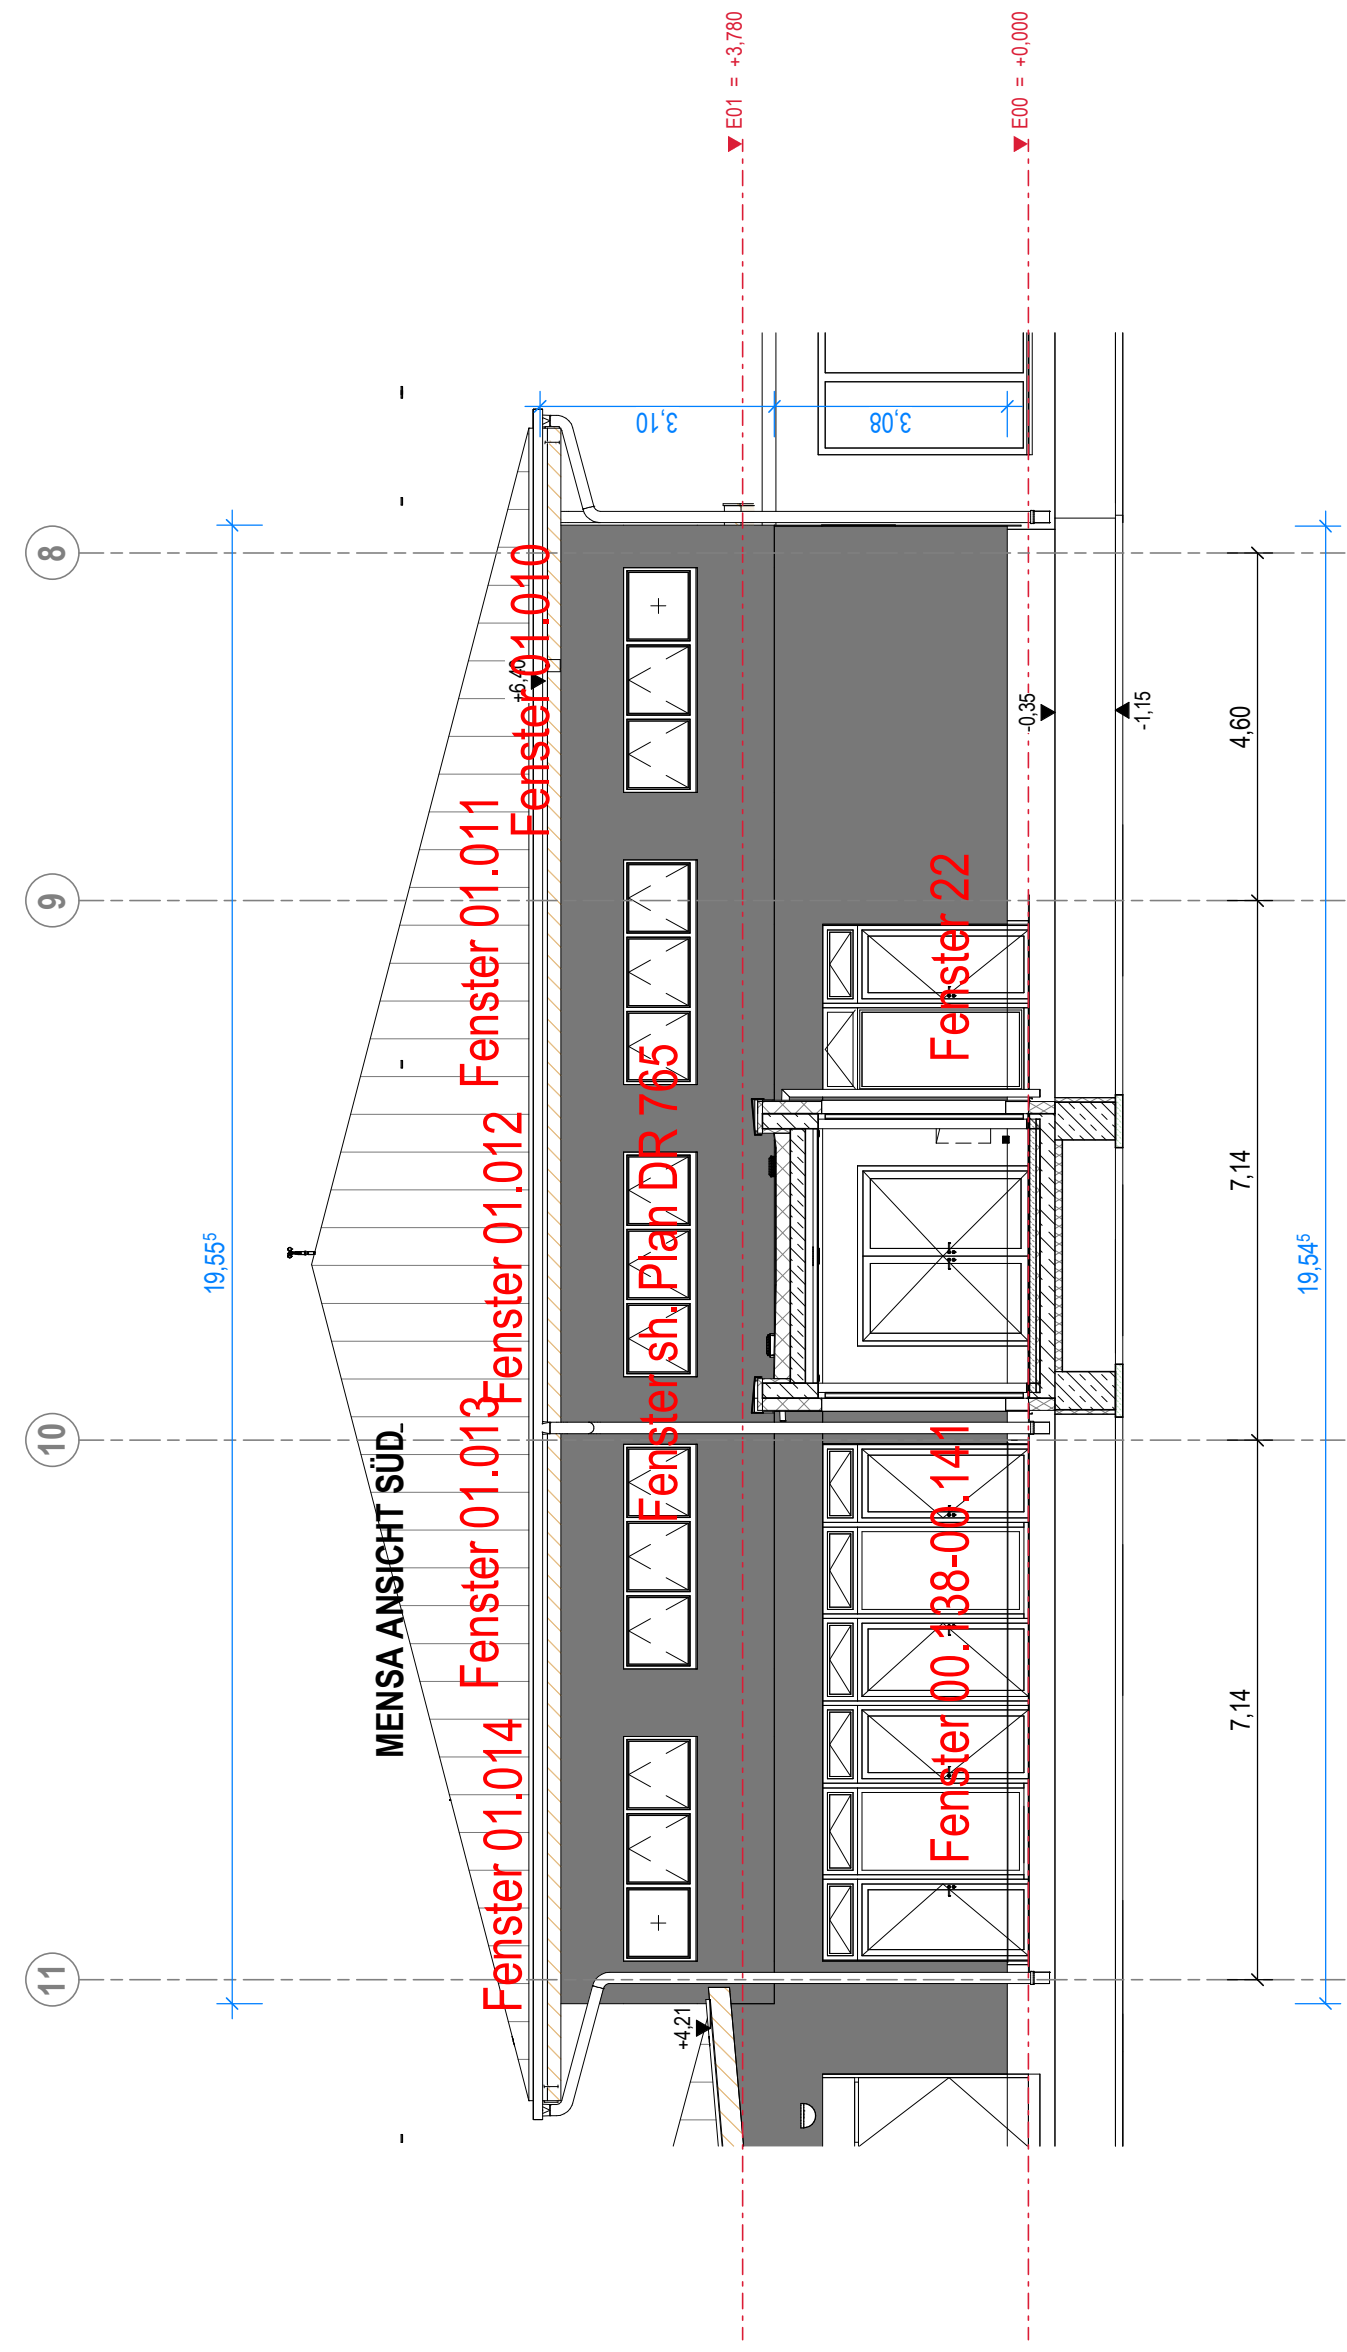 11
10
9
8
19,55⁵
MENSA ANSICHT SÜD
Fenster 01.014
Fenster 01.013
Fenster 01.012
Fenster 01.011
Fenster 01.010
+6,40
3,10
3,08
Fenster sh. Plan DR 765
+4,21
E01 = +3,780
Fenster 00.138-00.141
Fenster 22
E00 = +0,000
-0,35
-1,15
7,14
7,14
4,60
19,54⁵